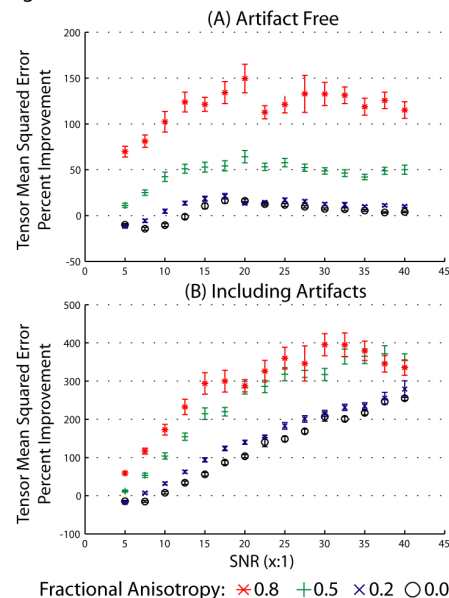 (A) Artifact Free
Tensor Mean Squared Error
Percent Improvement
200
150
100
50
0
-50
0 5 10 15 20 25 30 35 40 45
(B) Including Artifacts
Tensor Mean Squared Error
Percent Improvement
500
400
300
200
100
0
-100
0 5 10 15 20 25 30 35 40 45
SNR (x:1)
Fractional Anisotropy: 0.8 0.5 0.2 0.0